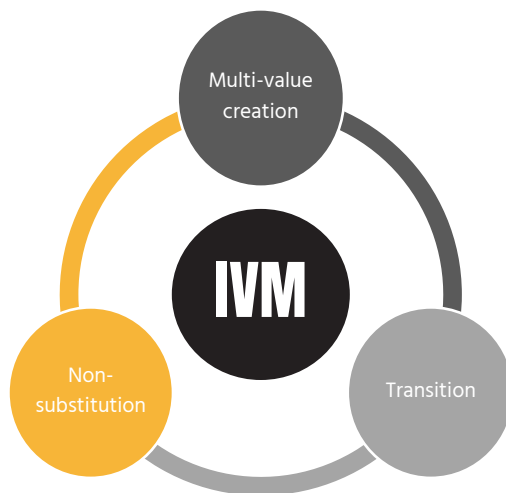 Multi-value
creation
IVM
Non-
substitution
Transition